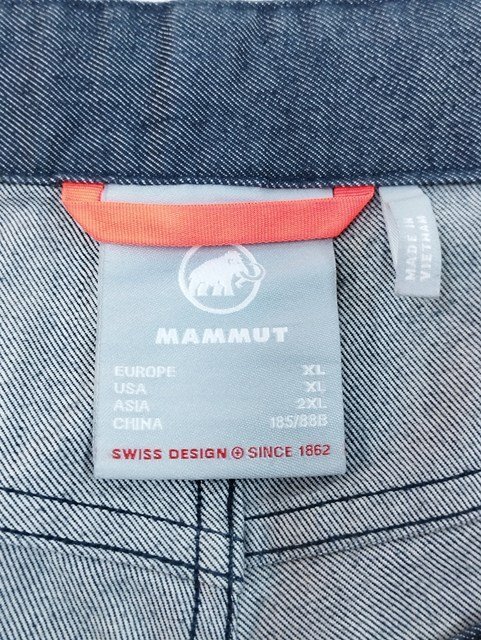 MAMMUT
EUROPE XL
USA XL
ASIA 2XL
CHINA 185/88B
SWISS DESIGN SINCE 1862
MADE IN
VIETNAM